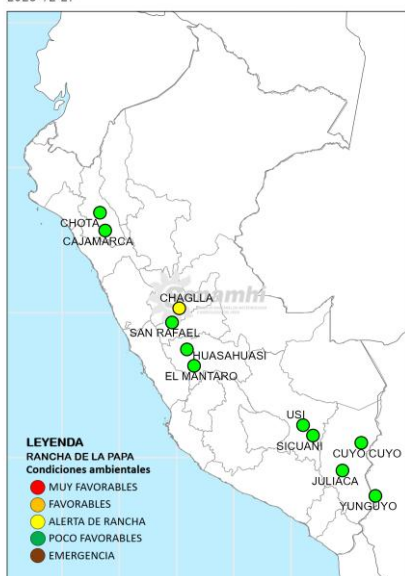 CHOTA
CAJAMARCA
Senamhi
CHAGLLA
SAN RAFAEL
HUASAHUASI
EL MANTARO
USI
SICUANI
CUYO CUYO
JULIACA
YUNGUYO
LEYENDA
RANCHA DE LA PAPA
Condiciones ambientales
MUY FAVORABLES
FAVORABLES
ALERTA DE RANCHA
POCO FAVORABLES
EMERGENCIA